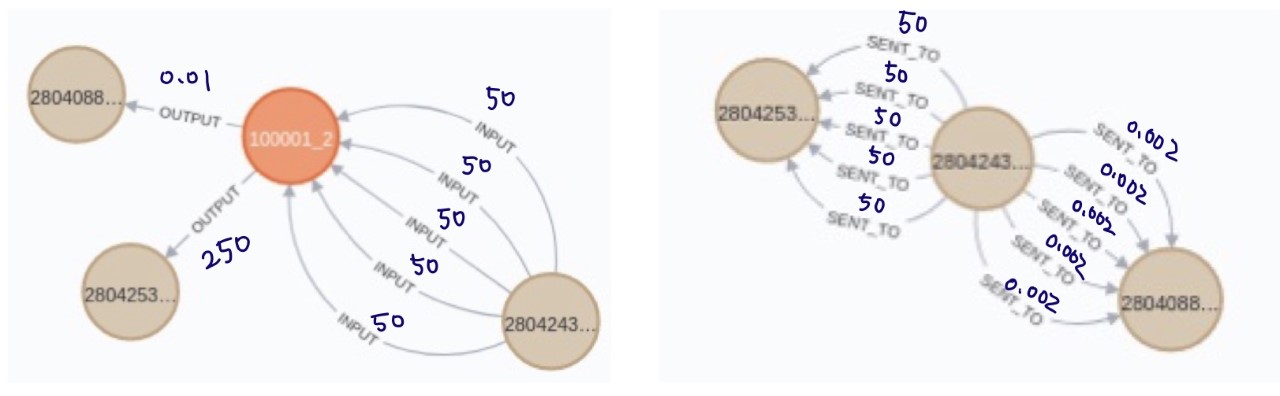 2804088...
0.01
OUTPUT
100001_2
OUTPUT
250
2804253...
50
INPUT
50
INPUT
50
INPUT
50
INPUT
50
INPUT
2804243...
50
SENT_TO
50
SENT_TO
50
SENT_TO
50
SENT_TO
50
SENT_TO
2804253...
2804243...
0.002
SENT_TO
0.002
SENT_TO
0.002
SENT_TO
0.002
SENT_TO
0.002
SENT_TO
2804088...